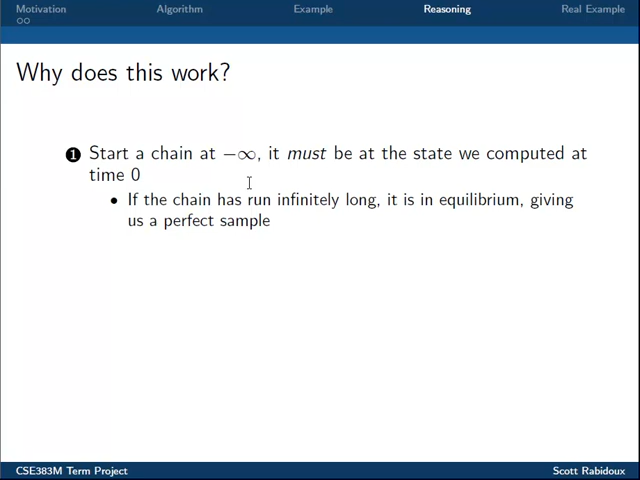 Motivation Algorithm Example Reasoning Real Example
Why does this work?
1 Start a chain at −∞, it must be at the state we computed at
time 0
• If the chain has run infinitely long, it is in equilibrium, giving
us a perfect sample
CSE383M Term Project Scott Rabidoux